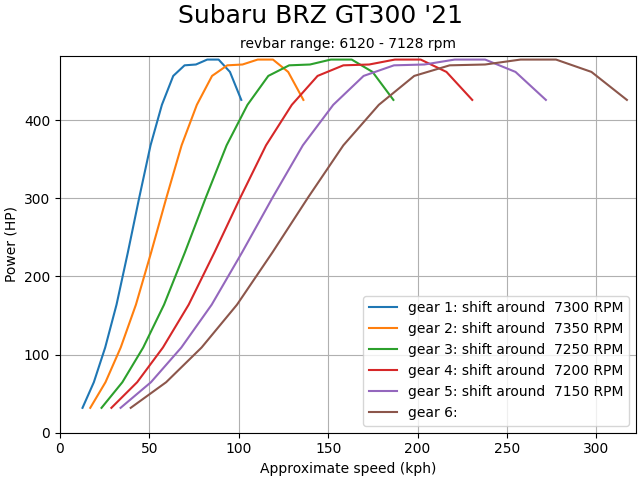 Subaru BRZ GT300 '21
revbar range: 6120 - 7128 rpm
400
300
200
100
0
Power (HP)
0 50 100 150 200 250 300
Approximate speed (kph)
gear 1: shift around  7300 RPM
gear 2: shift around  7350 RPM
gear 3: shift around  7250 RPM
gear 4: shift around  7200 RPM
gear 5: shift around  7150 RPM
gear 6: